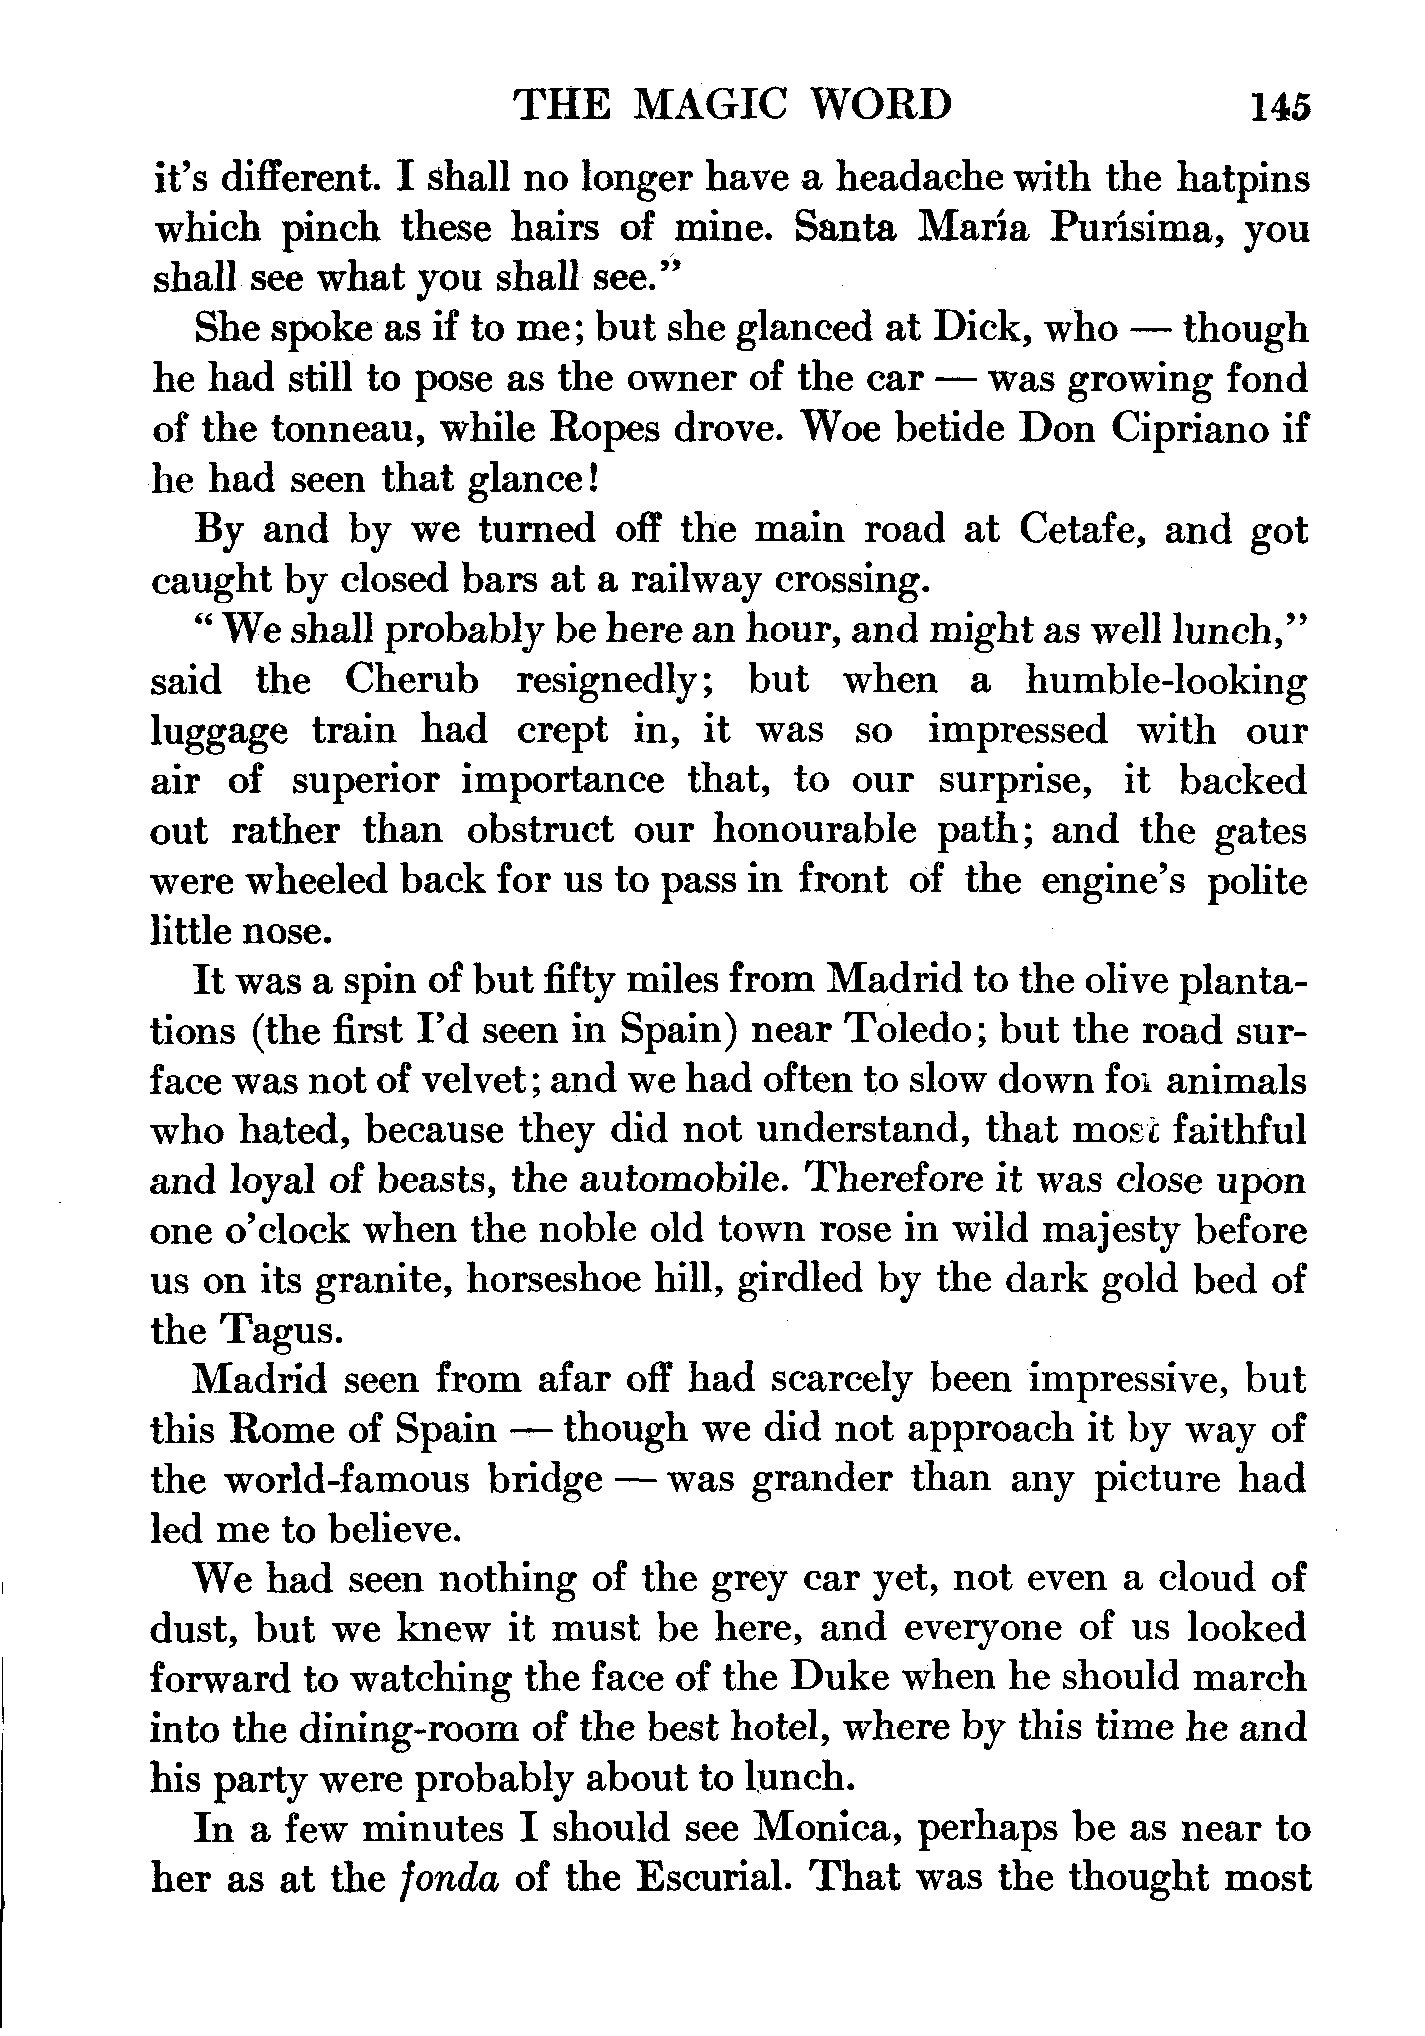 THE MAGIC WORD 145
it's different. I shall no longer have a headache with the hatpins
which pinch these hairs of mine. Santa María Purísima, you
shall see what you shall see."
She spoke as if to me; but she glanced at Dick, who — though
he had still to pose as the owner of the car — was growing fond
of the tonneau, while Ropes drove. Woe betide Don Cipriano if
he had seen that glance!
By and by we turned off the main road at Cetafe, and got
caught by closed bars at a railway crossing.
"We shall probably be here an hour, and might as well lunch,"
said the Cherub resignedly; but when a humble-looking
luggage train had crept in, it was so impressed with our
air of superior importance that, to our surprise, it backed
out rather than obstruct our honourable path; and the gates
were wheeled back for us to pass in front of the engine's polite
little nose.
It was a spin of but fifty miles from Madrid to the olive planta-
tions (the first I'd seen in Spain) near Toledo; but the road sur-
face was not of velvet; and we had often to slow down for animals
who hated, because they did not understand, that most faithful
and loyal of beasts, the automobile. Therefore it was close upon
one o'clock when the noble old town rose in wild majesty before
us on its granite, horseshoe hill, girdled by the dark gold bed of
the Tagus.
Madrid seen from afar off had scarcely been impressive, but
this Rome of Spain — though we did not approach it by way of
the world-famous bridge — was grander than any picture had
led me to believe.
We had seen nothing of the grey car yet, not even a cloud of
dust, but we knew it must be here, and everyone of us looked
forward to watching the face of the Duke when he should march
into the dining-room of the best hotel, where by this time he and
his party were probably about to lunch.
In a few minutes I should see Monica, perhaps be as near to
her as at the fonda of the Escurial. That was the thought most